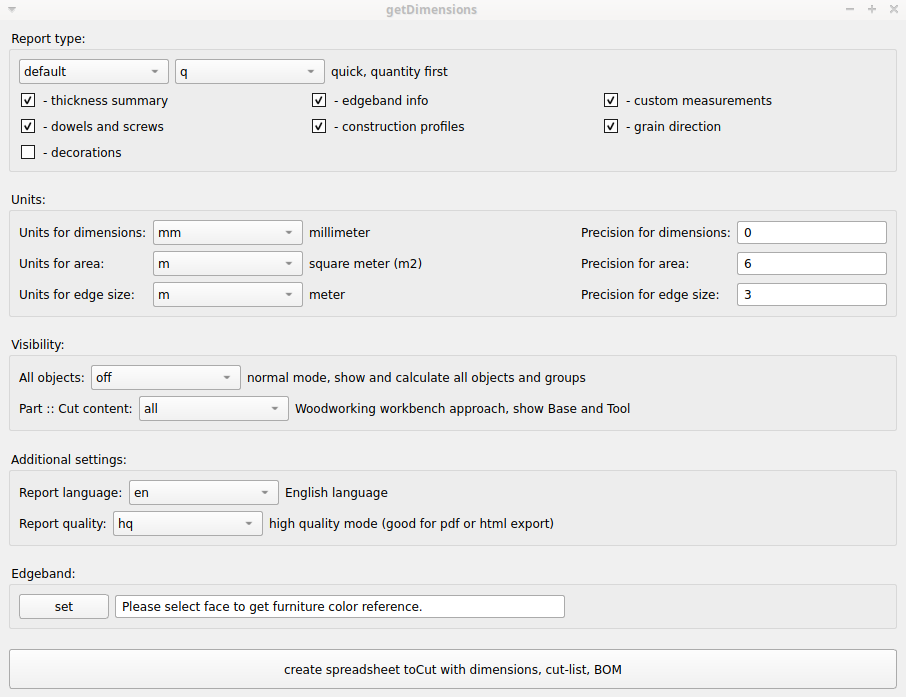 getDimensions
Report type:
default q quick, quantity first
- thickness summary - edgeband info - custom measurements
- dowels and screws - construction profiles - grain direction
- decorations
Units:
Units for dimensions: mm millimeter Precision for dimensions: 0
Units for area: m square meter (m2) Precision for area: 6
Units for edge size: m meter Precision for edge size: 3
Visibility:
All objects: off normal mode, show and calculate all objects and groups
Part :: Cut content: all Woodworking workbench approach, show Base and Tool
Additional settings:
Report language: en English language
Report quality: hq high quality mode (good for pdf or html export)
Edgeband:
set Please select face to get furniture color reference.
create spreadsheet toCut with dimensions, cut-list, BOM